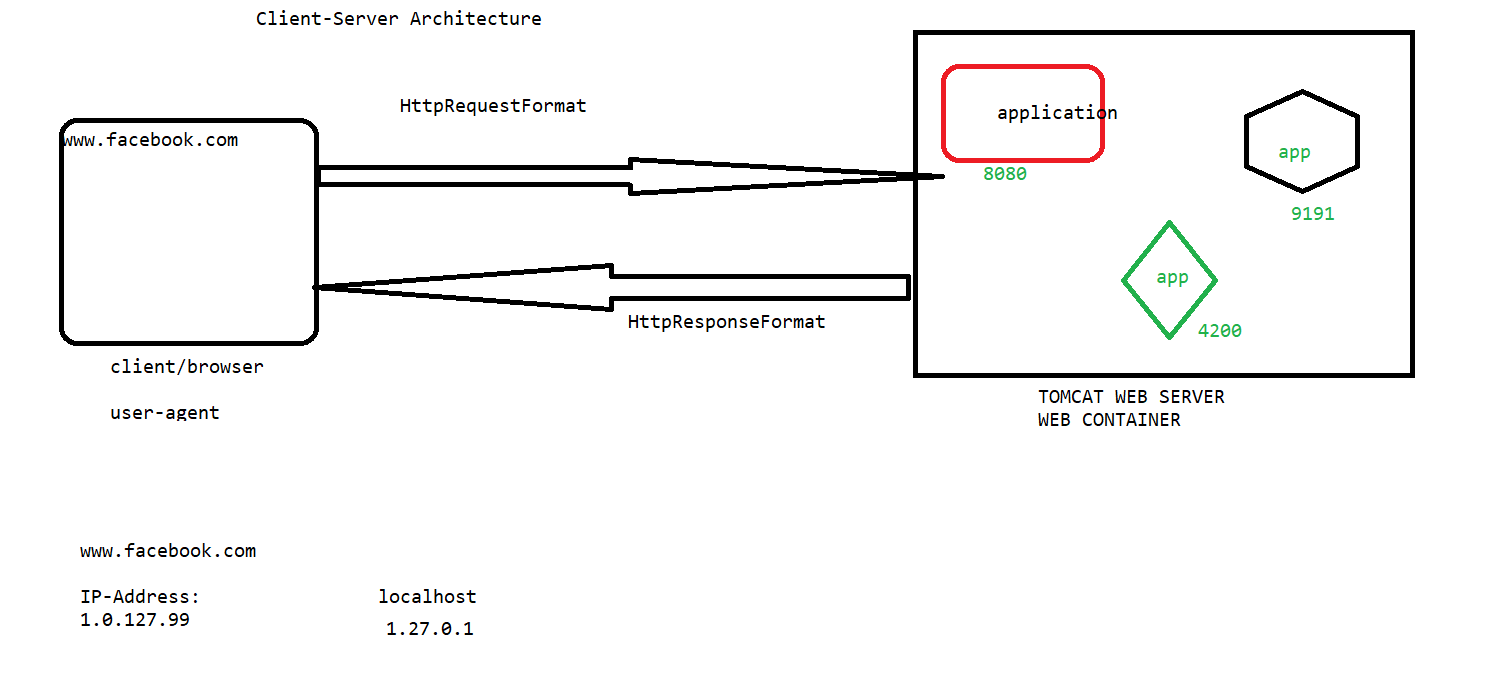 Client-Server Architecture
HttpRequestFormat
www.facebook.com
application
8080
app
9191
app
4200
HttpResponseFormat
client/browser
user-agent
TOMCAT WEB SERVER
WEB CONTAINER
www.facebook.com
IP-Address:
1.0.127.99
localhost
1.27.0.1